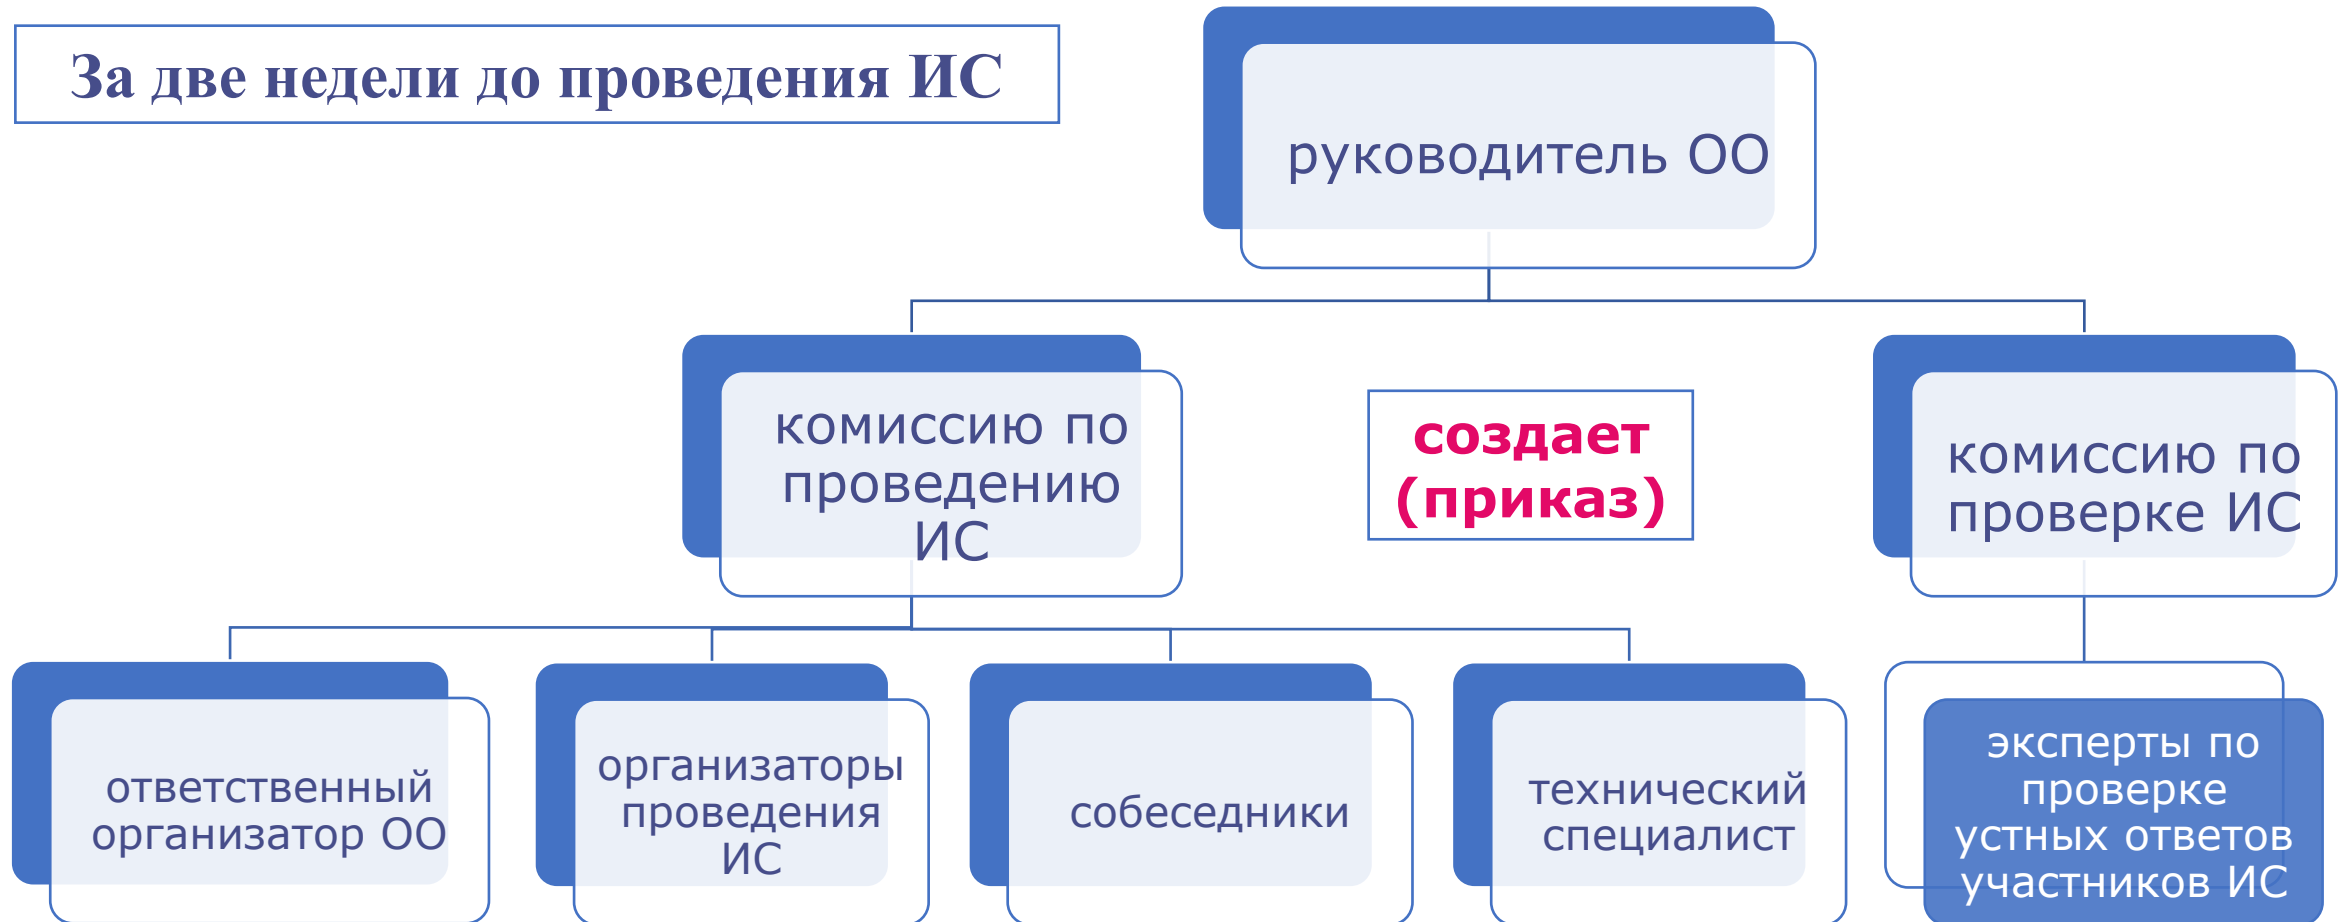 За две недели до проведения ИС
руководитель ОО
комиссию по
проведению
ИС
создает
(приказ)
комиссию по
проверке ИС
ответственный
организатор ОО
организаторы
проведения
ИС
собеседники
технический
специалист
эксперты по
проверке
устных ответов
участников ИС